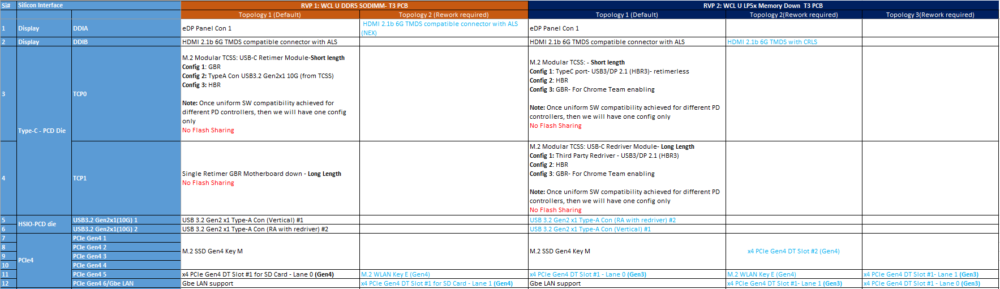 Si# Silicon Interface RVP 1: WCL U DDR5 SODIMM- T3 PCB RVP 2: WCL U LP5x Memory Down T3 PCB
Topology 1 (Default) Topology 2 (Rework required) Topology 1 (Default) Topology 2(Rework required) Topology 3(Rework required)
1 Display DDIA eDP Panel Con 1
HDMI 2.1b 6G TMDS compatible connector with ALS
(NEX)
eDP Panel Con 1
2 Display DDIB HDMI 2.1b 6G TMDS compatible connector with ALS HDMI 2.1b 6G TMDS compatible connector with ALS HDMI 2.1b 6G TMDS with CRLS
3 Type-C - PCD Die TCP0
M.2 Modular TCSS: USB-C Retimer Module-Short length
Config 1: GBR
Config 2: TypeA Con USB3.2 Gen2x1 10G (from TCSS)
Config 3: HBR
Note: Once uniform SW compatibility achieved for
different PD controllers, then we will have one config
only
No Flash Sharing
M.2 Modular TCSS: - Short length
Config 1: TypeC port- USB3/DP 2.1 (HBR3)- retimerless
Config 2: HBR
Config 3: GBR- For Chrome Team enabling
Note: Once uniform SW compatibility achieved for different PD
controllers, then we will have one config only
No Flash Sharing
4 TCP1
Single Retimer GBR Motherboard down - Long Length
No Flash Sharing
M.2 Modular TCSS: USB-C Redriver Module- Long Length
Config 1: Third Party Redriver - USB3/DP 2.1 (HBR3)
Config 2: HBR
Config 3: GBR- For Chrome Team enabling
Note: Once uniform SW compatibility achieved for different PD
controllers, then we will have one config only
No Flash Sharing
5 HSIO-PCD die USB3.2 Gen2x1(10G) 1 USB 3.2 Gen2 x1 Type-A Con (Vertical) #1 USB 3.2 Gen2 x1 Type-A Con (RA with redriver) #2
6 USB3.2 Gen2x1(10G) 2 USB 3.2 Gen2 x1 Type-A Con (RA with redriver) #2 USB 3.2 Gen2 x1 Type-A Con (Vertical) #1
7 PCIe4 PCIe Gen4 1
8 PCIe Gen4 2
9 PCIe Gen4 3
10 PCIe Gen4 4
M.2 SSD Gen4 Key M M.2 SSD Gen4 Key M x4 PCIe Gen4 DT Slot #2 (Gen4)
11 PCIe Gen4 5 x4 PCIe Gen4 DT Slot #1 for SD Card - Lane 0 (Gen4) M.2 WLAN Key E (Gen4) x4 PCIe Gen4 DT Slot #1 - Lane 0 (Gen3) M.2 WLAN Key E (Gen4) x4 PCIe Gen4 DT Slot #1- Lane 1 (Gen3)
12 PCIe Gen4 6/Gbe LAN Gbe LAN support x4 PCIe Gen4 DT Slot #1 for SD Card - Lane 1 (Gen4) Gbe LAN support x4 PCIe Gen4 DT Slot #1- Lane 1 (Gen3) x4 PCIe Gen4 DT Slot #1 - Lane 0 (Gen3)